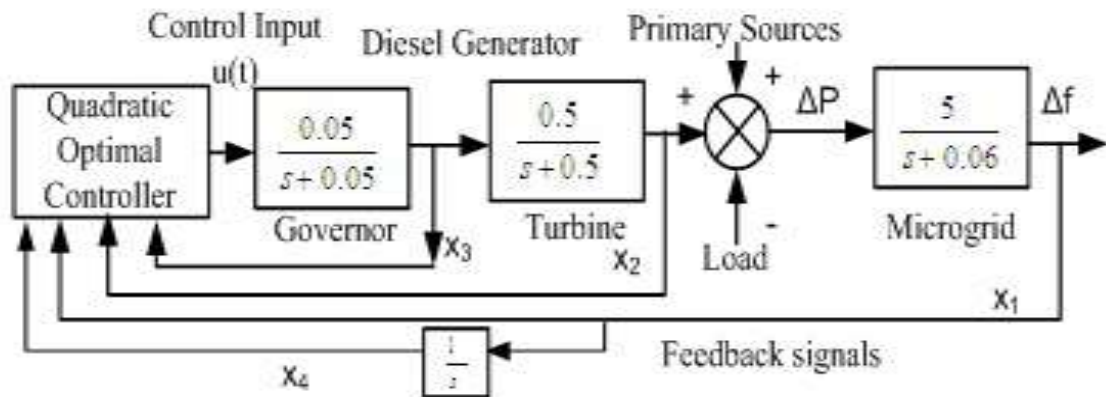 Control Input
Diesel Generator
Primary Sources
u(t)
Quadratic
Optimal
Controller
0.05
s+0.05
Governor
0.5
s+0.5
Turbine
+
+
ΔP
-
Load
5
s+0.06
Microgrid
Δf
x3
x2
x1
1
s
x4
Feedback signals